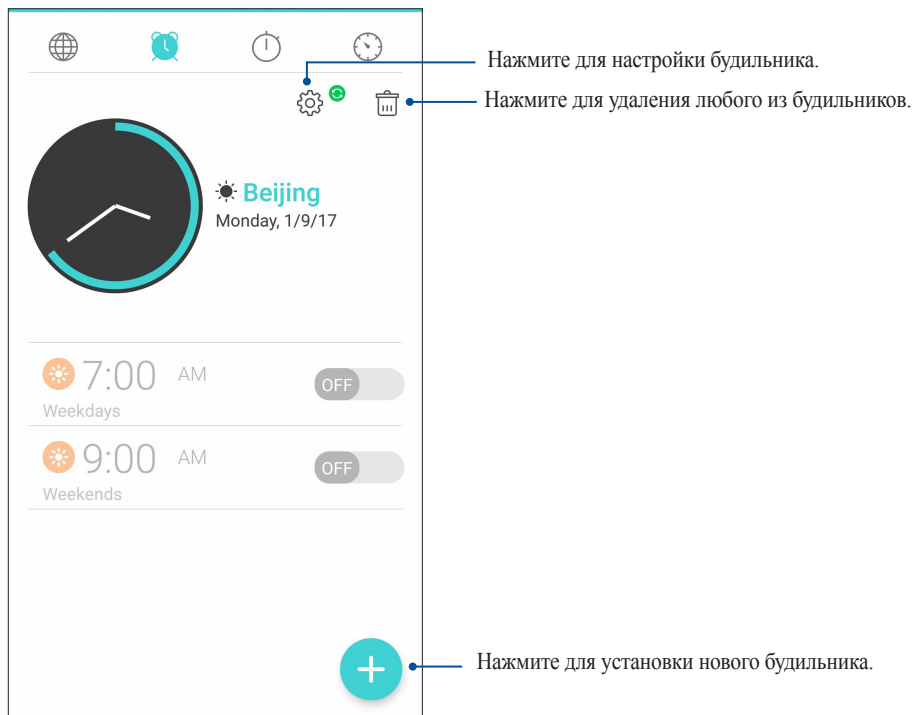 Нажмите для настройки будильника.
Нажмите для удаления любого из будильников.
Beijing
Monday, 1/9/17
7:00 AM
OFF
Weekdays
9:00 AM
OFF
Weekends
Нажмите для установки нового будильника.